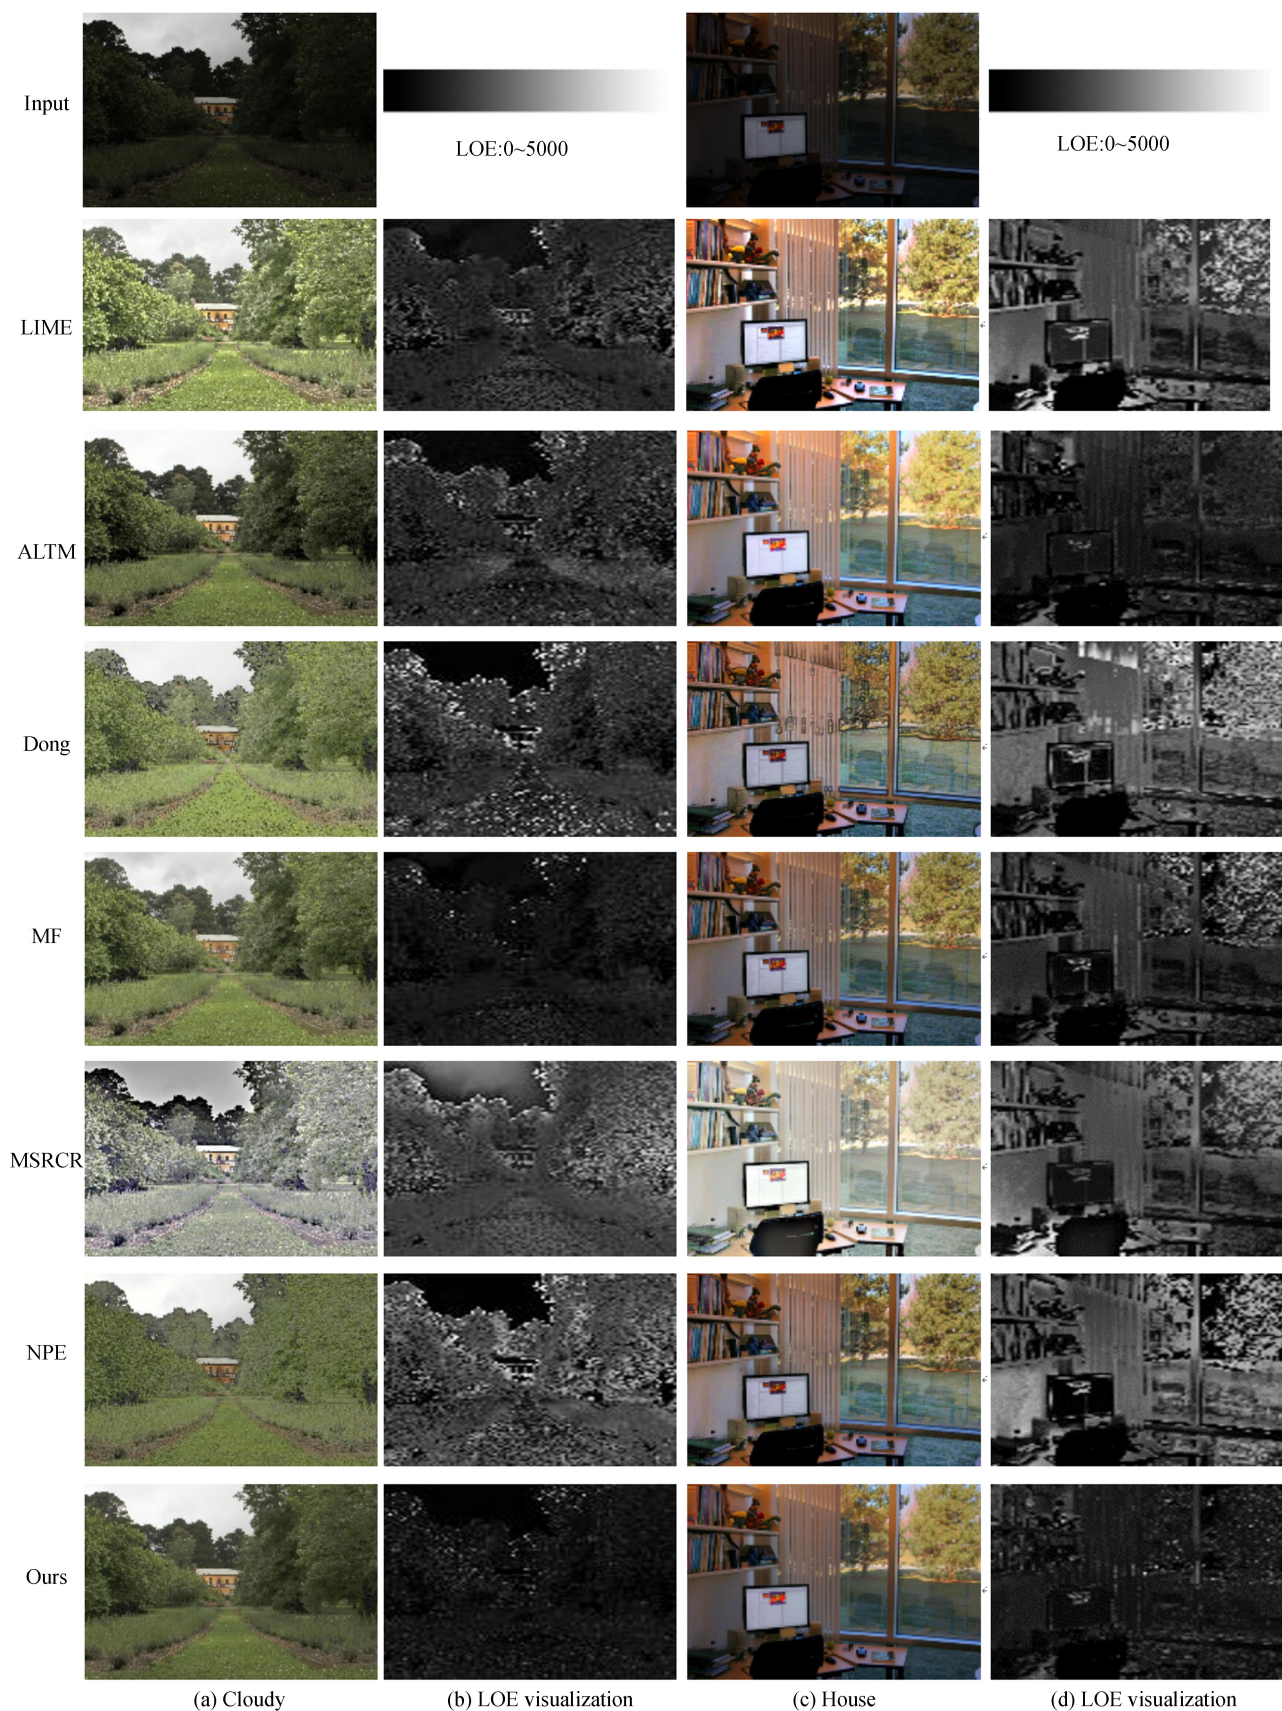 Input
LOE:0~5000
LOE:0~5000
LIME
ALTM
Dong
MF
MSRCR
NPE
Ours
(a) Cloudy
(b) LOE visualization
(c) House
(d) LOE visualization